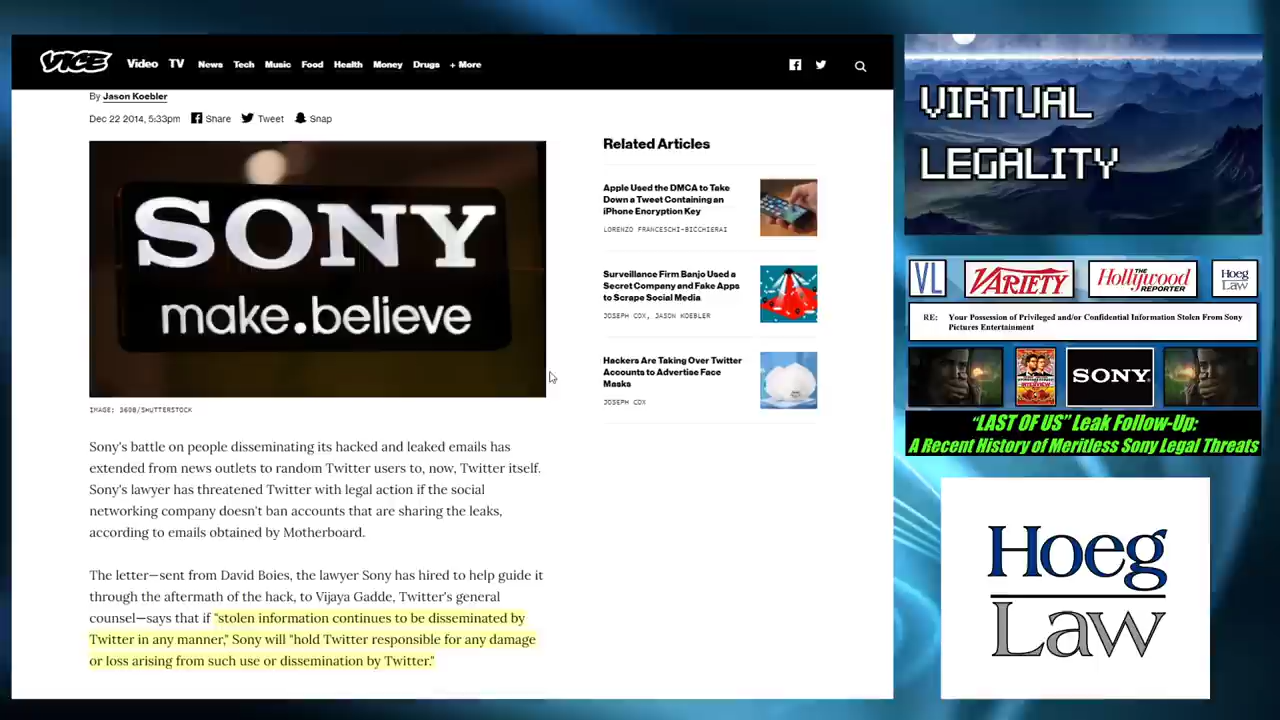 VICE
Video TV News Tech Music Food Health Money Drugs + More
By Jason Koebler
Dec 22 2014, 5:33pm Share Tweet Snap
SONY
make.believe
IMAGE: 360B/SHUTTERSTOCK
Sony's battle on people disseminating its hacked and leaked emails has
extended from news outlets to random Twitter users to, now, Twitter itself.
Sony's lawyer has threatened Twitter with legal action if the social
networking company doesn't ban accounts that are sharing the leaks,
according to emails obtained by Motherboard.
The letter—sent from David Boies, the lawyer Sony has hired to help guide it
through the aftermath of the hack, to Vijaya Gadde, Twitter's general
counsel—says that if "stolen information continues to be disseminated by
Twitter in any manner," Sony will "hold Twitter responsible for any damage
or loss arising from such use or dissemination by Twitter."
Related Articles
Apple Used the DMCA to Take
Down a Tweet Containing an
iPhone Encryption Key
LORENZO FRANCESCHI-BICCHIERAI
Surveillance Firm Banjo Used a
Secret Company and Fake Apps
to Scrape Social Media
JOSEPH COX, JASON KOEBLER
Hackers Are Taking Over Twitter
Accounts to Advertise Face
Masks
JOSEPH COX
VIRTUAL
LEGALITY
VL VARIETY THE Hollywood REPORTER Hoeg Law
RE: Your Possession of Privileged and/or Confidential Information Stolen From Sony
Pictures Entertainment
SONY
"LAST OF US" Leak Follow-Up:
A Recent History of Meritless Sony Legal Threats
Hoeg
Law